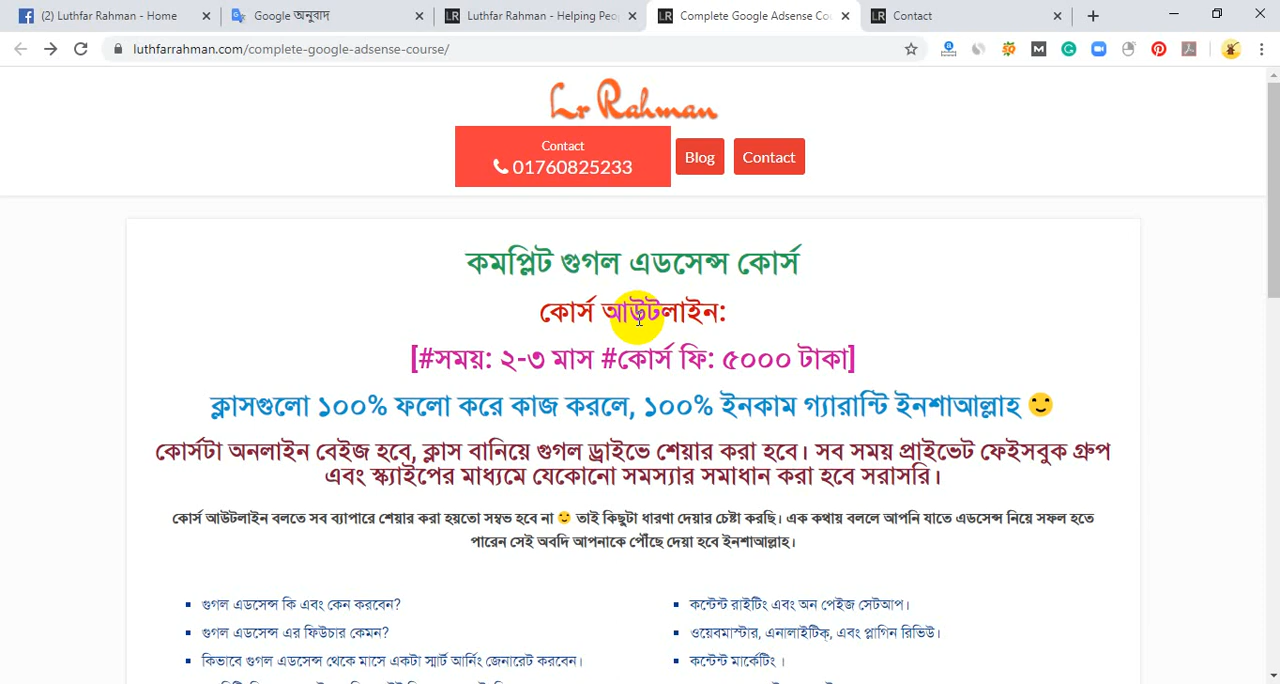 (2) Luthfar Rahman - Home
Google অনুবাদ
Luthfar Rahman - Helping Peo
Complete Google Adsense Co
Contact
luthfarrahman.com/complete-google-adsense-course/
Lr Rahman
Contact
01760825233
Blog
Contact
কমপ্লিট গুগল এডসেন্স কোর্স
কোর্স আউটলাইন:
[#সময়: ২-৩ মাস #কোর্স ফি: ৫০০০ টাকা]
ক্লাসগুলো ১০০% ফলো করে কাজ করলে, ১০০% ইনকাম গ্যারান্টি ইনশাআল্লাহ 😉
কোর্সটা অনলাইন বেইজ হবে, ক্লাস বানিয়ে গুগল ড্রাইভে শেয়ার করা হবে। সব সময় প্রাইভেট ফেইসবুক গ্রুপ
এবং স্ক্যাইপের মাধ্যমে যেকোনো সমস্যার সমাধান করা হবে সরাসরি।
কোর্স আউটলাইন বলতে সব ব্যাপারে শেয়ার করা হয়তো সম্বভ হবে না 😉 তাই কিছুটা ধারণা দেয়ার চেষ্টা করছি। এক কথায় বললে আপনি যাতে এডসেন্স নিয়ে সফল হতে
পারেন সেই অবদি আপনাকে পৌঁছে দেয়া হবে ইনশাআল্লাহ।
গুগল এডসেন্স কি এবং কেন করবেন?
গুগল এডসেন্স এর ফিউচার কেমন?
কিভাবে গুগল এডসেন্স থেকে মাসে একটা স্মার্ট আর্নিং জেনারেট করবেন।
কন্টেন্ট রাইটিং এবং অন পেইজ সেটআপ।
ওয়েবমাস্টার, এনালাইটিক্, এবং প্লাগিন রিভিউ।
কন্টেন্ট মার্কেটিং ।